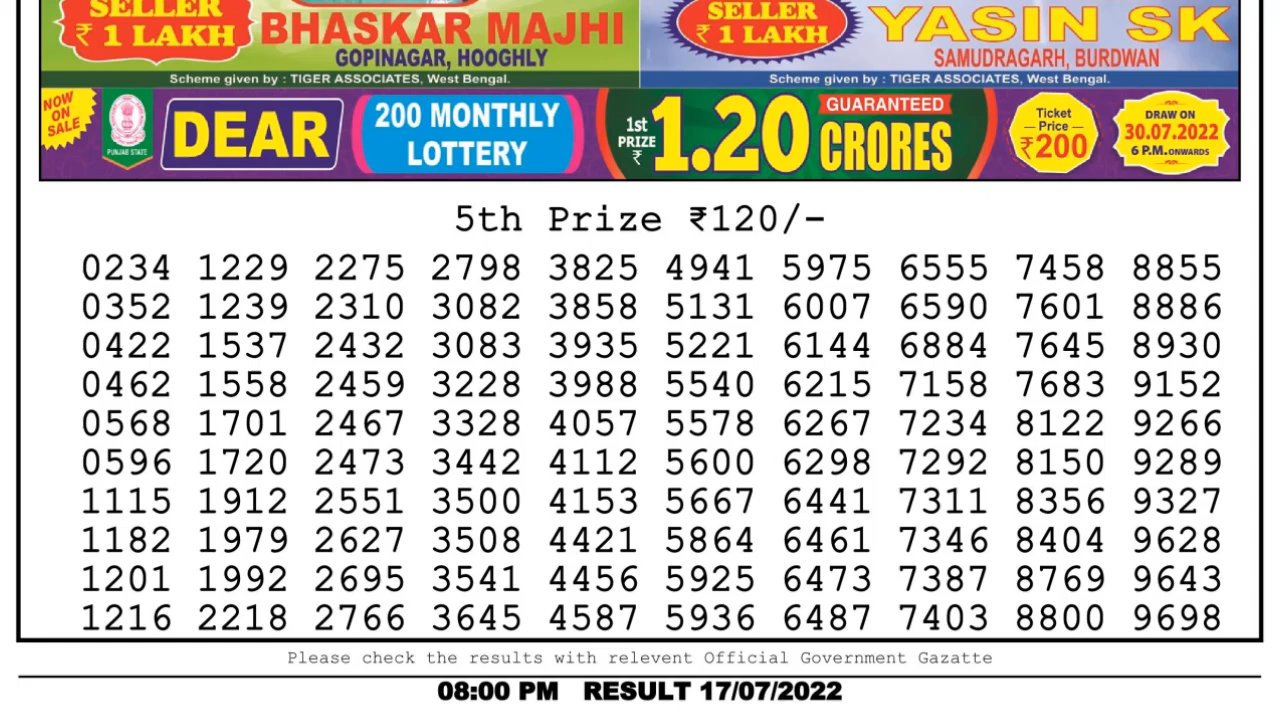 SELLER
₹ 1 LAKH
BHASKAR MAJHI
GOPINAGAR, HOOGHLY
Scheme given by : TIGER ASSOCIATES, West Bengal.
SELLER
₹ 1 LAKH
YASIN SK
SAMUDRAGARH, BURDWAN
Scheme given by : TIGER ASSOCIATES, West Bengal.
NOW
ON
SALE
PUNJAB STATE
DEAR
200 MONTHLY
LOTTERY
1st
PRIZE
₹
1.20
GUARANTEED
CRORES
Ticket
Price
₹200
DRAW ON
30.07.2022
6 P.M. ONWARDS
5th Prize ₹120/-
0234 1229 2275 2798 3825 4941 5975 6555 7458 8855
0352 1239 2310 3082 3858 5131 6007 6590 7601 8886
0422 1537 2432 3083 3935 5221 6144 6884 7645 8930
0462 1558 2459 3228 3988 5540 6215 7158 7683 9152
0568 1701 2467 3328 4057 5578 6267 7234 8122 9266
0596 1720 2473 3442 4112 5600 6298 7292 8150 9289
1115 1912 2551 3500 4153 5667 6441 7311 8356 9327
1182 1979 2627 3508 4421 5864 6461 7346 8404 9628
1201 1992 2695 3541 4456 5925 6473 7387 8769 9643
1216 2218 2766 3645 4587 5936 6487 7403 8800 9698
Please check the results with relevent Official Government Gazatte
08:00 PM RESULT 17/07/2022